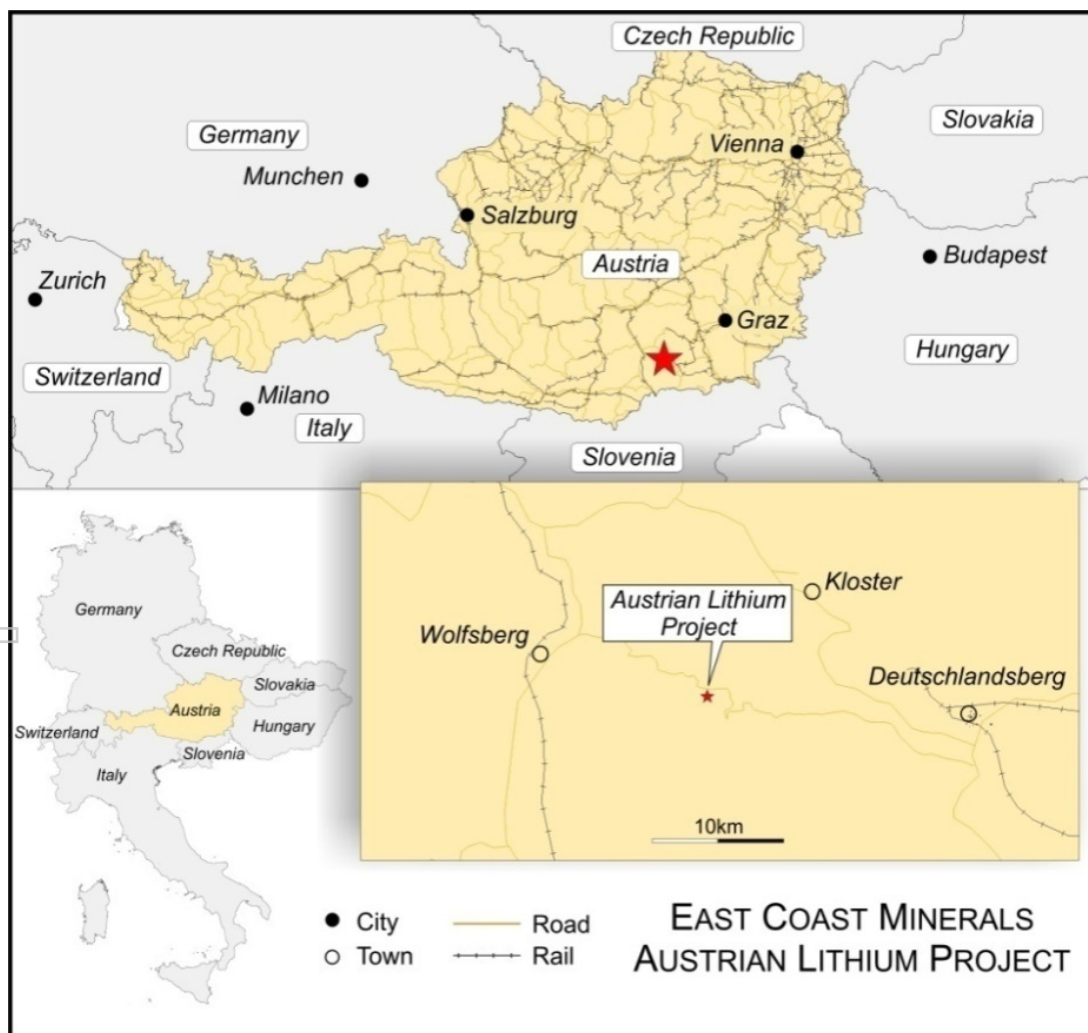 Czech Republic
Germany
Slovakia
Vienna
Munchen
Salzburg
Austria
Budapest
Zurich
Graz
Hungary
Switzerland
Milano
Italy
Slovenia
Germany
Czech Republic
Slovakia
Austria
Switzerland
Hungary
Slovenia
Italy
Kloster
Austrian Lithium
Project
Wolfsberg
Deutschlandsberg
10km
City
Road
Town
Rail
EAST COAST MINERALS
AUSTRIAN LITHIUM PROJECT